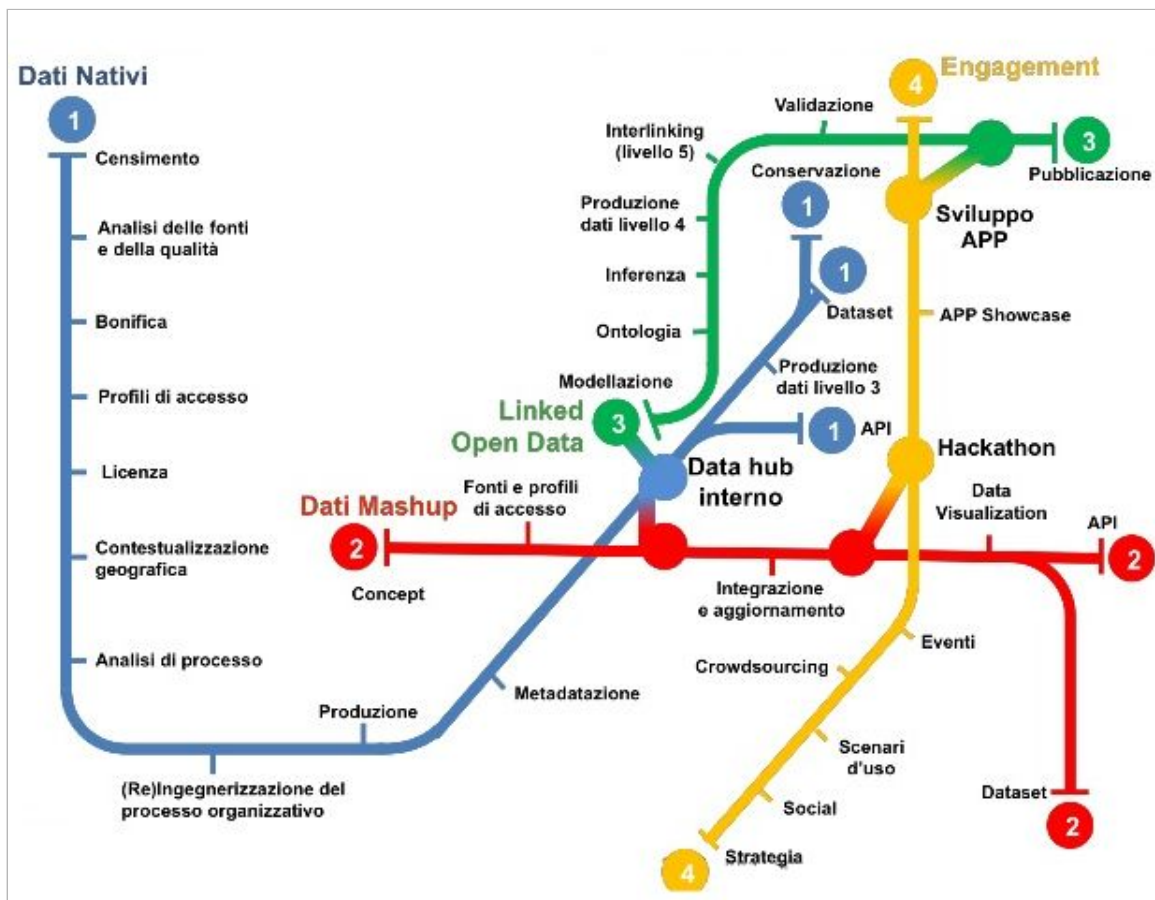 Dati Nativi
1
Censimento
Analisi delle fonti
e della qualità
Bonifica
Profili di accesso
Licenza
Contestualizzazione
geografica
Analisi di processo
(Re)Ingegnerizzazione del
processo organizzativo
Produzione
Metadatazione
Data hub
interno
API
1
Produzione
dati livello 3
Dataset
1
Conservazione
1
Dati Mashup
2
Concept
Fonti e profili
di accesso
Integrazione
e aggiornamento
Data
Visualization
API
2
Dataset
2
Linked
Open Data
3
Modellazione
Ontologia
Inferenza
Produzione
dati livello 4
Interlinking
(livello 5)
Validazione
Pubblicazione
3
Engagement
4
Sviluppo
APP
APP Showcase
Hackathon
Eventi
Crowdsourcing
Scenari
d'uso
Social
Strategia
4